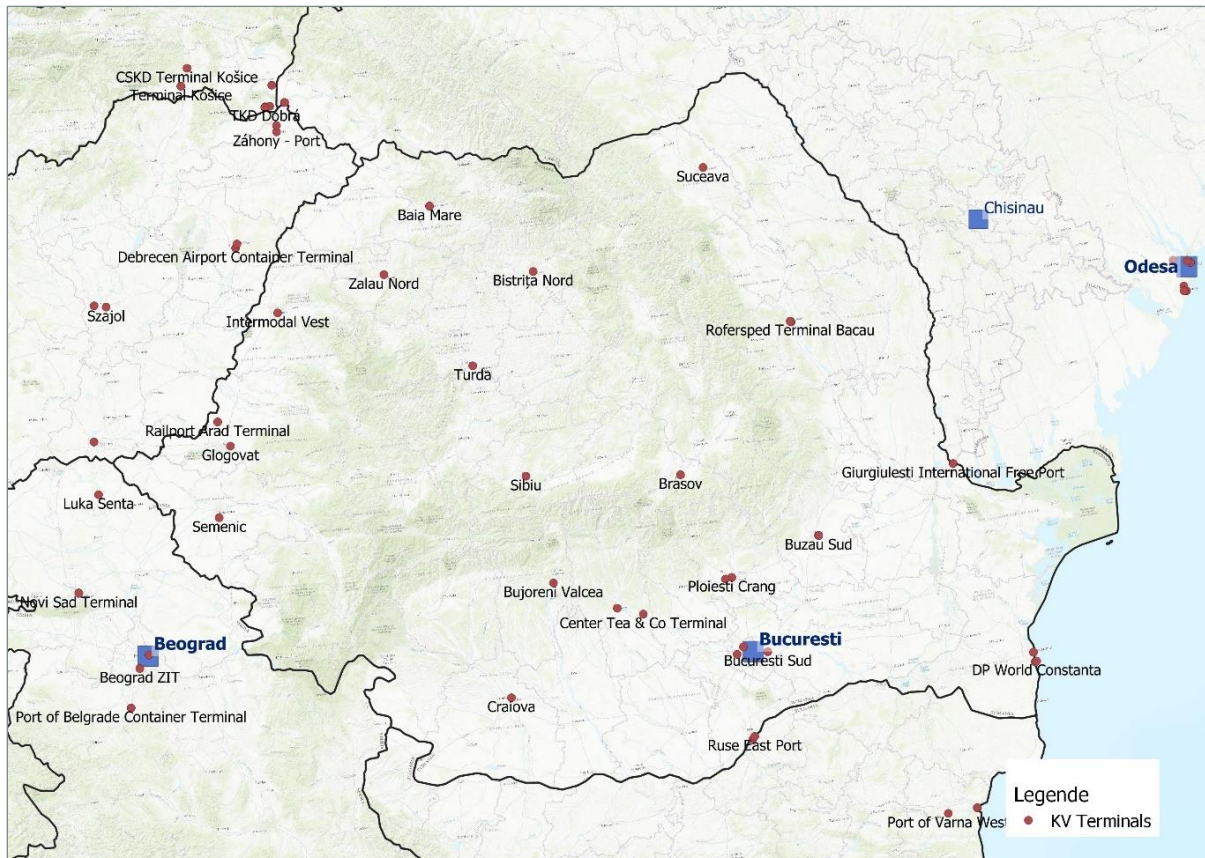 CSKD Terminal Košice
Terminal Košice
TKD Dobrá
Záhony - Port
Suceava
Baia Mare
Chisinau
Debrecen Airport Container Terminal
Odesa
Zalau Nord
Bistrița Nord
Szajol
Intermodal Vest
Rofersped Terminal Bacau
Turda
Railport Arad Terminal
Glogovat
Giurgiulesti International Free Port
Sibiu
Brasov
Luka Senta
Semenic
Buzau Sud
Ploiesti Crang
Bujoreni Valcea
Novi Sad Terminal
Center Tea & Co Terminal
Beograd
Bucuresti
Bucuresti Sud
Beograd ZIT
DP World Constanta
Craiova
Port of Belgrade Container Terminal
Ruse East Port
Legende
Port of Varna West
KV Terminals